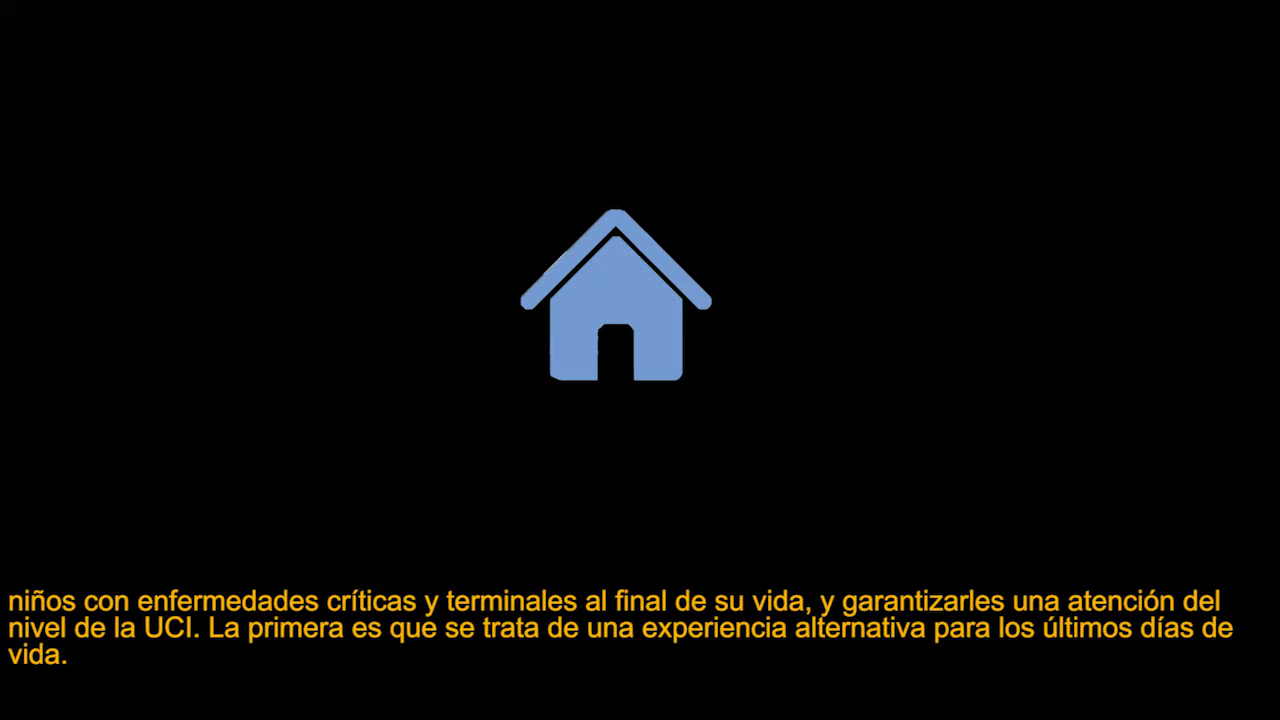 niños con enfermedades críticas y terminales al final de su vida, y garantizarles una atención del
nivel de la UCI. La primera es que se trata de una experiencia alternativa para los últimos días de
vida.